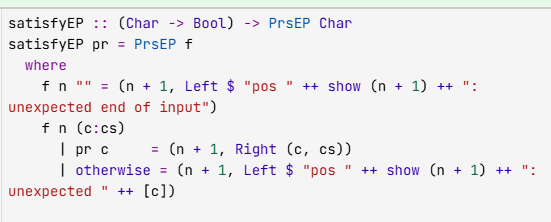 satisfyEP :: (Char -> Bool) -> PrsEP Char
satisfyEP pr = PrsEP f
  where
    f n "" = (n + 1, Left $ "pos " ++ show (n + 1) ++ ":
unexpected end of input")
    f n (c:cs)
      | pr c      = (n + 1, Right (c, cs))
      | otherwise = (n + 1, Left $ "pos " ++ show (n + 1) ++ ":
unexpected " ++ [c])